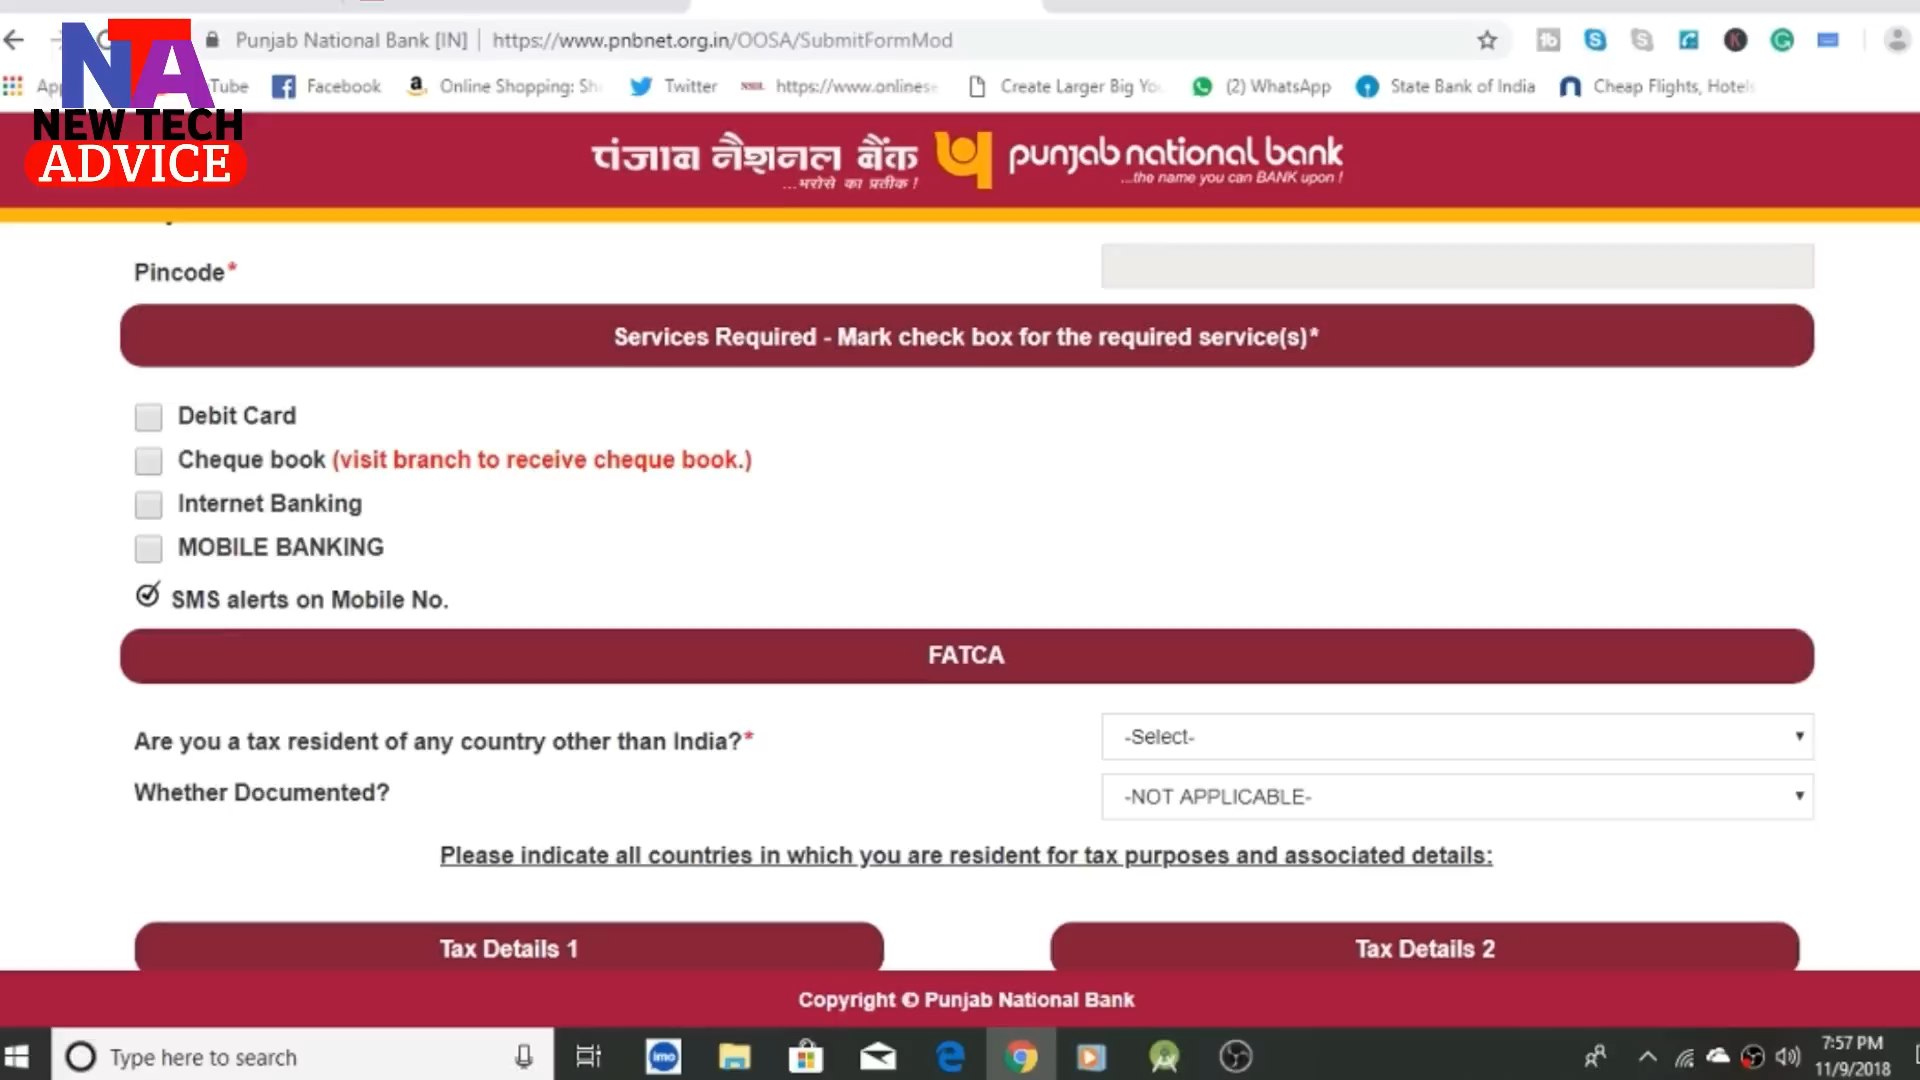 Punjab National Bank [IN] | https://www.pnbnet.org.in/OOSA/SubmitFormMod
Tube Facebook Online Shopping: Sh Twitter https://www.onlinese Create Larger Big Yo (2) WhatsApp State Bank of India Cheap Flights, Hotels
NTA
NEW TECH
ADVICE
पंजाब नैशनल बैंक punjab national bank
...भरोसे का प्रतीक ! ...the name you can BANK upon !
Pincode*
Services Required - Mark check box for the required service(s)*
Debit Card
Cheque book (visit branch to receive cheque book.)
Internet Banking
MOBILE BANKING
SMS alerts on Mobile No.
FATCA
Are you a tax resident of any country other than India?* -Select-
Whether Documented? -NOT APPLICABLE-
Please indicate all countries in which you are resident for tax purposes and associated details:
Tax Details 1 Tax Details 2
Copyright © Punjab National Bank
Type here to search imo 7:57 PM
11/9/2018